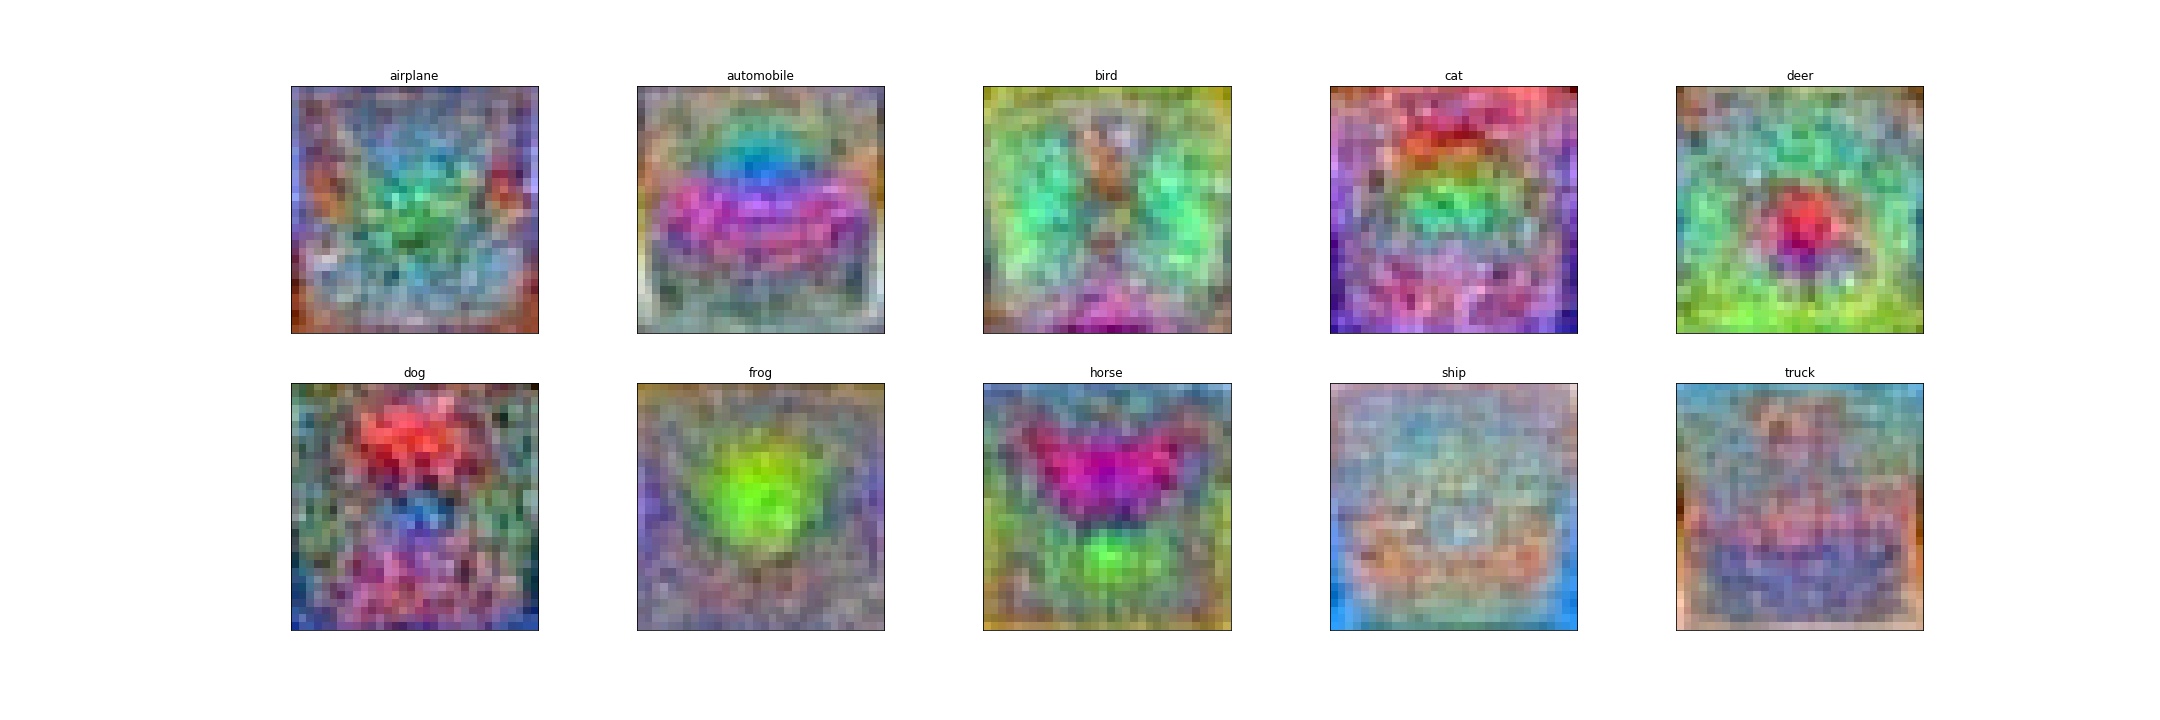 airplane automobile bird cat deer
dog frog horse ship truck